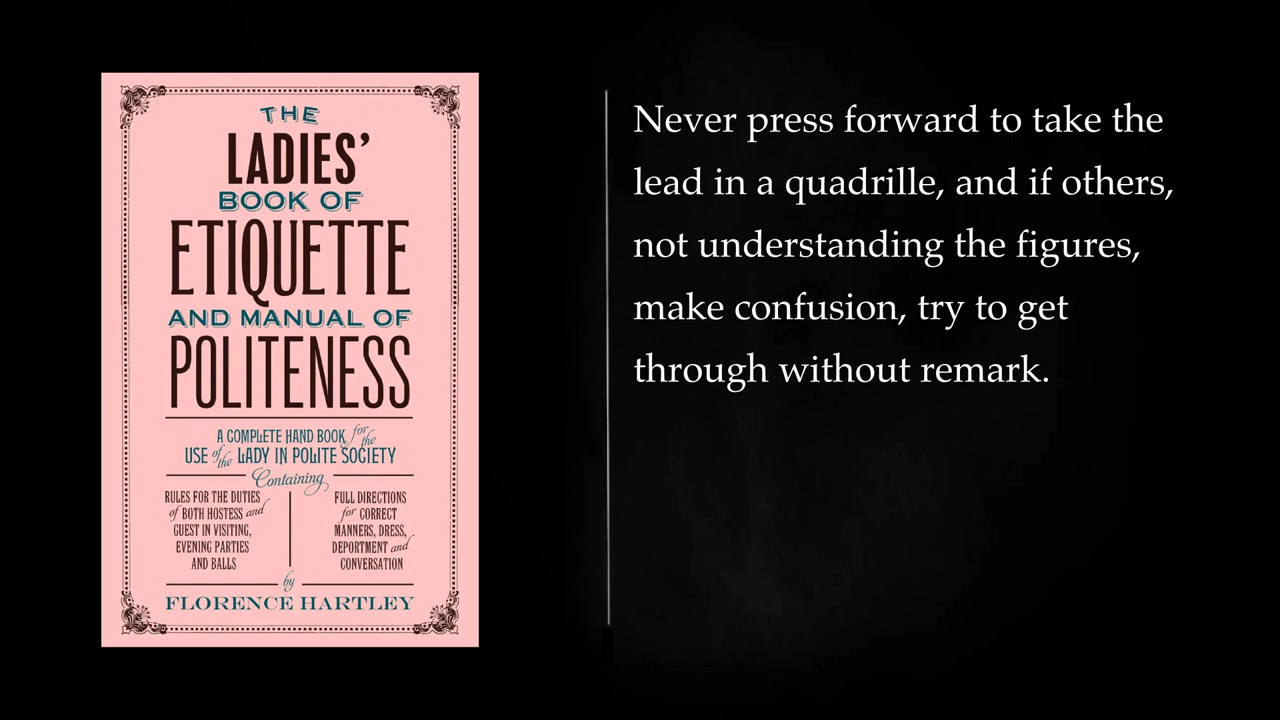 THE
LADIES'
BOOK OF
ETIQUETTE
AND MANUAL OF
POLITENESS
A COMPLETE HAND BOOK for the
USE of the LADY IN POLITE SOCIETY
Containing
RULES FOR THE DUTIES
of BOTH HOSTESS and
GUEST IN VISITING,
EVENING PARTIES
AND BALLS
FULL DIRECTIONS
for CORRECT
MANNERS, DRESS,
DEPORTMENT and
CONVERSATION
by
FLORENCE HARTLEY
Never press forward to take the
lead in a quadrille, and if others,
not understanding the figures,
make confusion, try to get
through without remark.